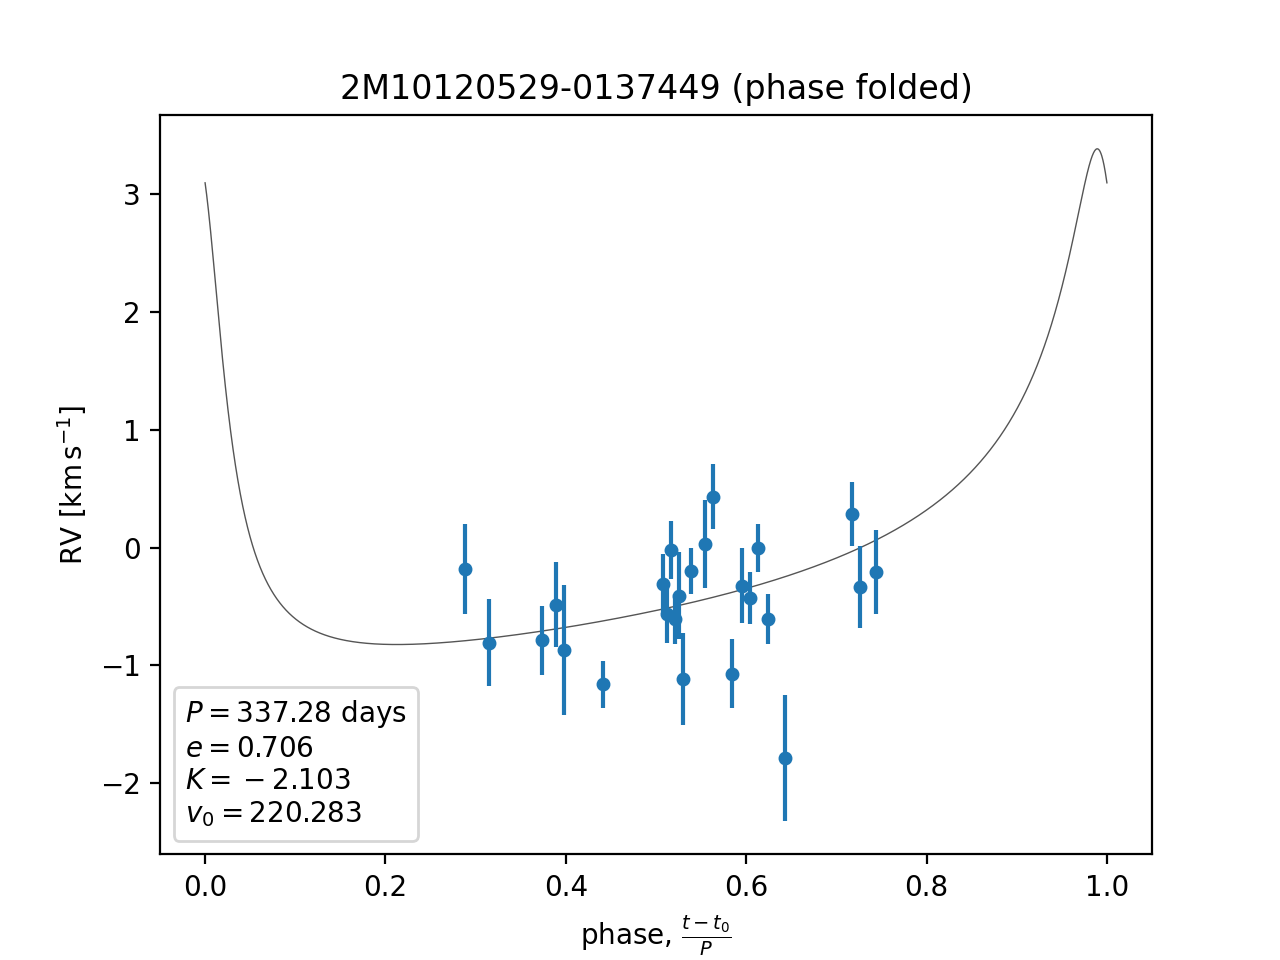 2M10120529-0137449 (phase folded)
RV [km s⁻¹]
3
2
1
0
−1
−2
P = 337.28 days
e = 0.706
K = −2.103
v₀ = 220.283
0.0 0.2 0.4 0.6 0.8 1.0
phase, (t − t₀)/P